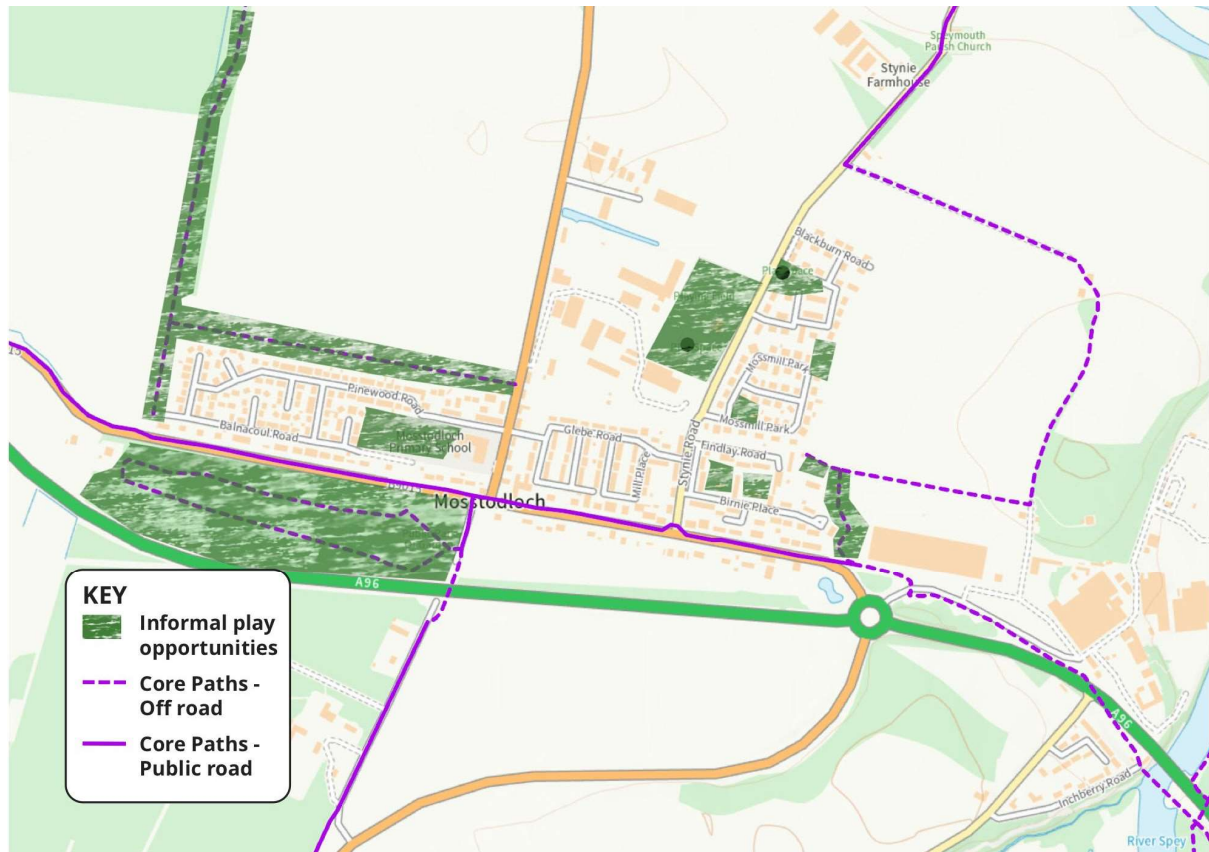 Speymouth
Parish Church
Stynie
Farmhouse
Blackburn Road
Pinewood Road
Mossmill Park
Balnacoul Road
Mosstodloch
Primary School
Glebe Road
Mossmill Park
Findlay Road
Stynie Road
Mill Place
Mosstodloch
Birnie Place
A96
KEY
Informal play
opportunities
Core Paths -
Off road
Core Paths -
Public road
A96
Inchberry Road
River Spey